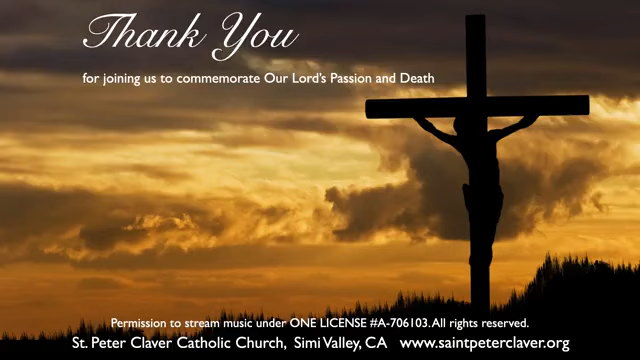 Thank You
for joining us to commemorate Our Lord's Passion and Death
Permission to stream music under ONE LICENSE #A-706103. All rights reserved.
St. Peter Claver Catholic Church, Simi Valley, CA www.saintpeterclaver.org